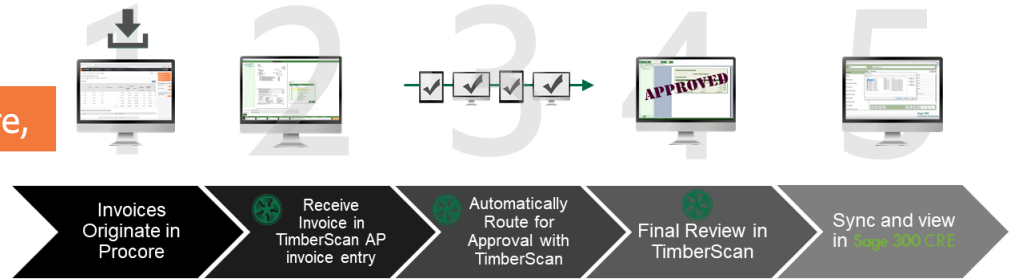 1
2
3
4
5
re,
APPROVED
Invoices
Originate in
Procore
Receive
Invoice in
TimberScan AP
invoice entry
Automatically
Route for
Approval with
TimberScan
Final Review in
TimberScan
Sync and view
in Sage 300 CRE